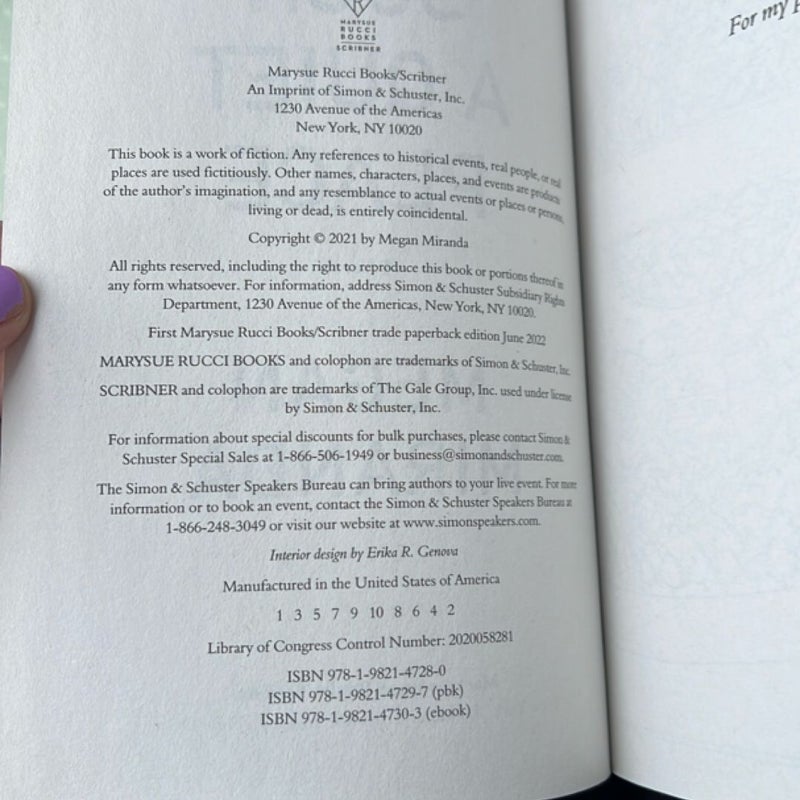 MARYSUE
RUCCI
BOOKS
SCRIBNER
Marysue Rucci Books/Scribner
An Imprint of Simon & Schuster, Inc.
1230 Avenue of the Americas
New York, NY 10020
This book is a work of fiction. Any references to historical events, real people, or real
places are used fictitiously. Other names, characters, places, and events are products
of the author's imagination, and any resemblance to actual events or places or persons,
living or dead, is entirely coincidental.
Copyright © 2021 by Megan Miranda
All rights reserved, including the right to reproduce this book or portions thereof in
any form whatsoever. For information, address Simon & Schuster Subsidiary Rights
Department, 1230 Avenue of the Americas, New York, NY 10020.
First Marysue Rucci Books/Scribner trade paperback edition June 2022
MARYSUE RUCCI BOOKS and colophon are trademarks of Simon & Schuster, Inc.
SCRIBNER and colophon are trademarks of The Gale Group, Inc. used under license
by Simon & Schuster, Inc.
For information about special discounts for bulk purchases, please contact Simon &
Schuster Special Sales at 1-866-506-1949 or business@simonandschuster.com.
The Simon & Schuster Speakers Bureau can bring authors to your live event. For more
information or to book an event, contact the Simon & Schuster Speakers Bureau at
1-866-248-3049 or visit our website at www.simonspeakers.com.
Interior design by Erika R. Genova
Manufactured in the United States of America
1 3 5 7 9 10 8 6 4 2
Library of Congress Control Number: 2020058281
ISBN 978-1-9821-4728-0
ISBN 978-1-9821-4729-7 (pbk)
ISBN 978-1-9821-4730-3 (ebook)
For my